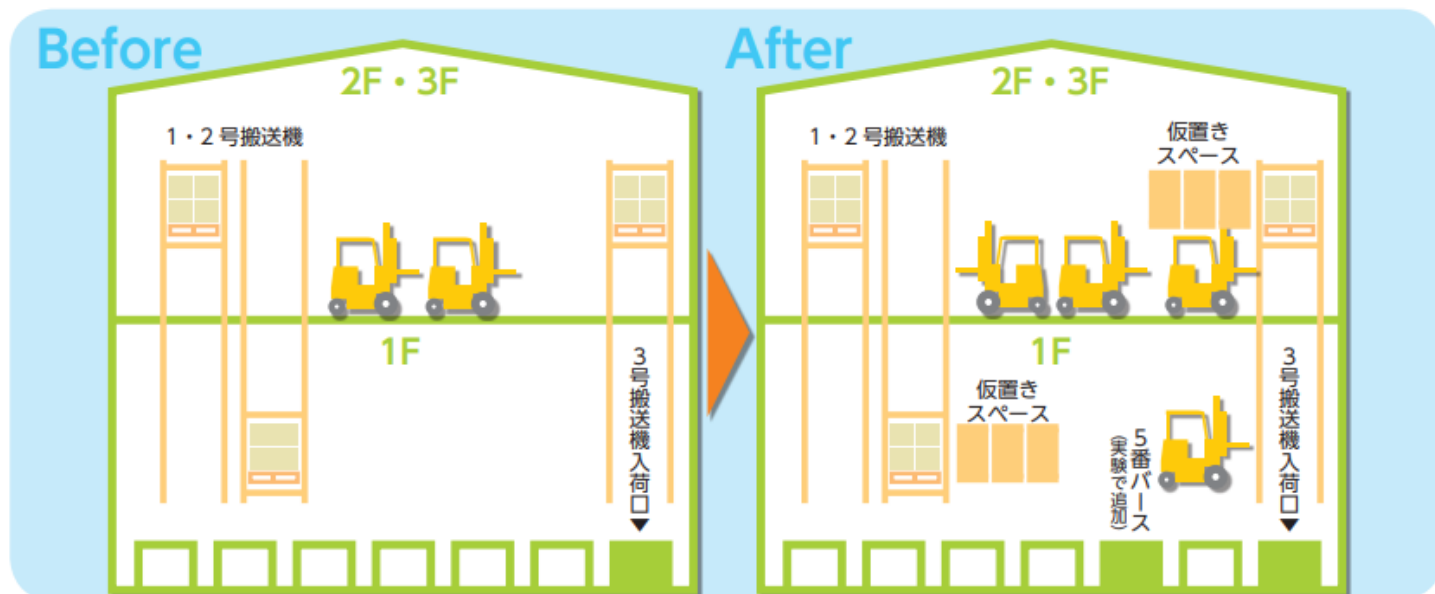 Before
2F・3F
1・2号搬送機
1F
3号搬送機入荷口▼
After
2F・3F
1・2号搬送機
仮置き
スペース
1F
仮置き
スペース
5番バース
(実験で追加)
3号搬送機入荷口▼